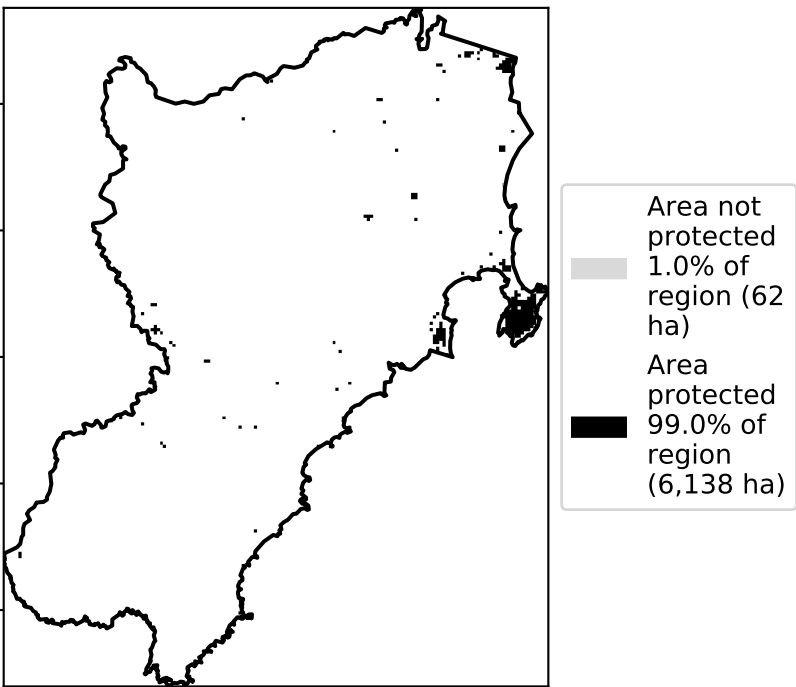 Area not
protected
1.0% of
region (62
ha)
Area
protected
99.0% of
region
(6,138 ha)